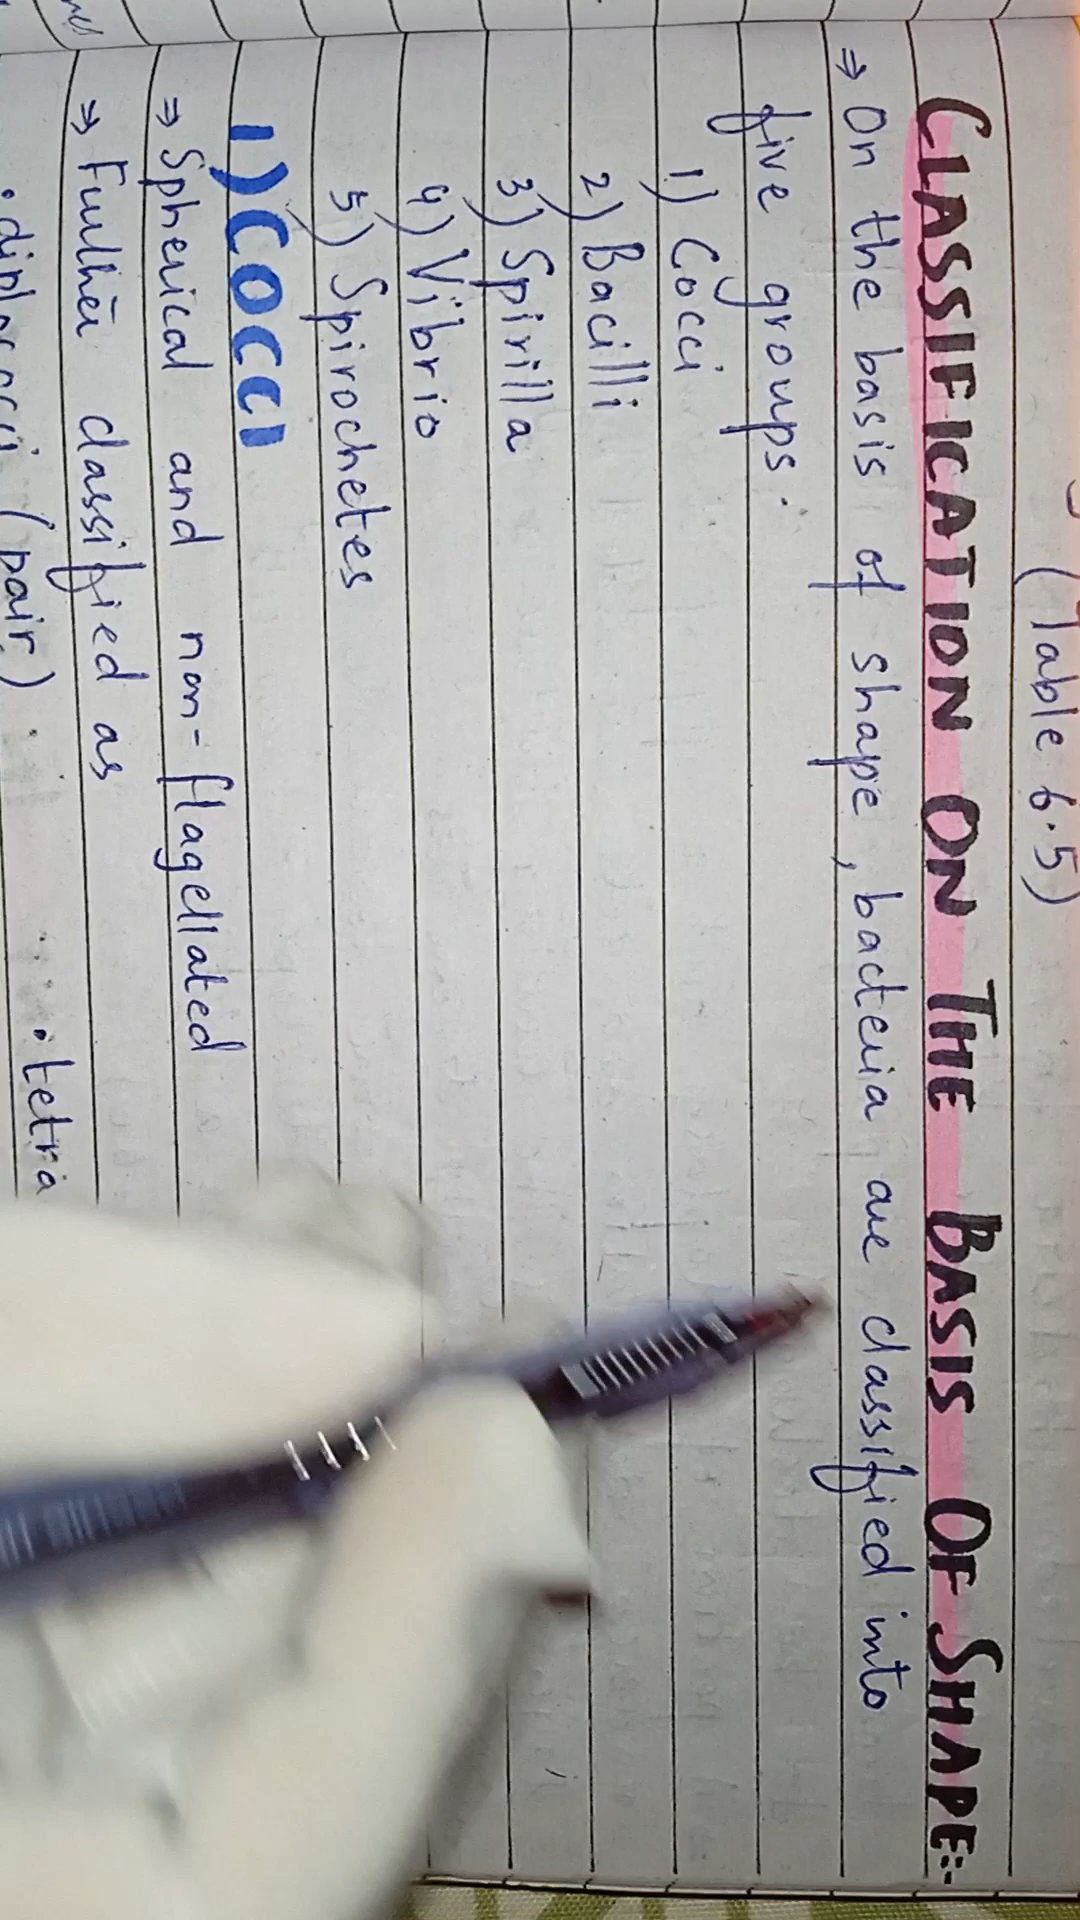 (Table 6.5)
CLASSIFICATION ON THE BASIS OF SHAPE:-
⇒ On the basis of shape, bacteria are classified into
five groups.
1) Cocci
2) Bacilli
3) Spirilla
4) Vibrio
5) Spirochetes
1) COCCI
⇒ Spherical and non-flagellated
⇒ Further classified as
• diplococci (pair) • tetra